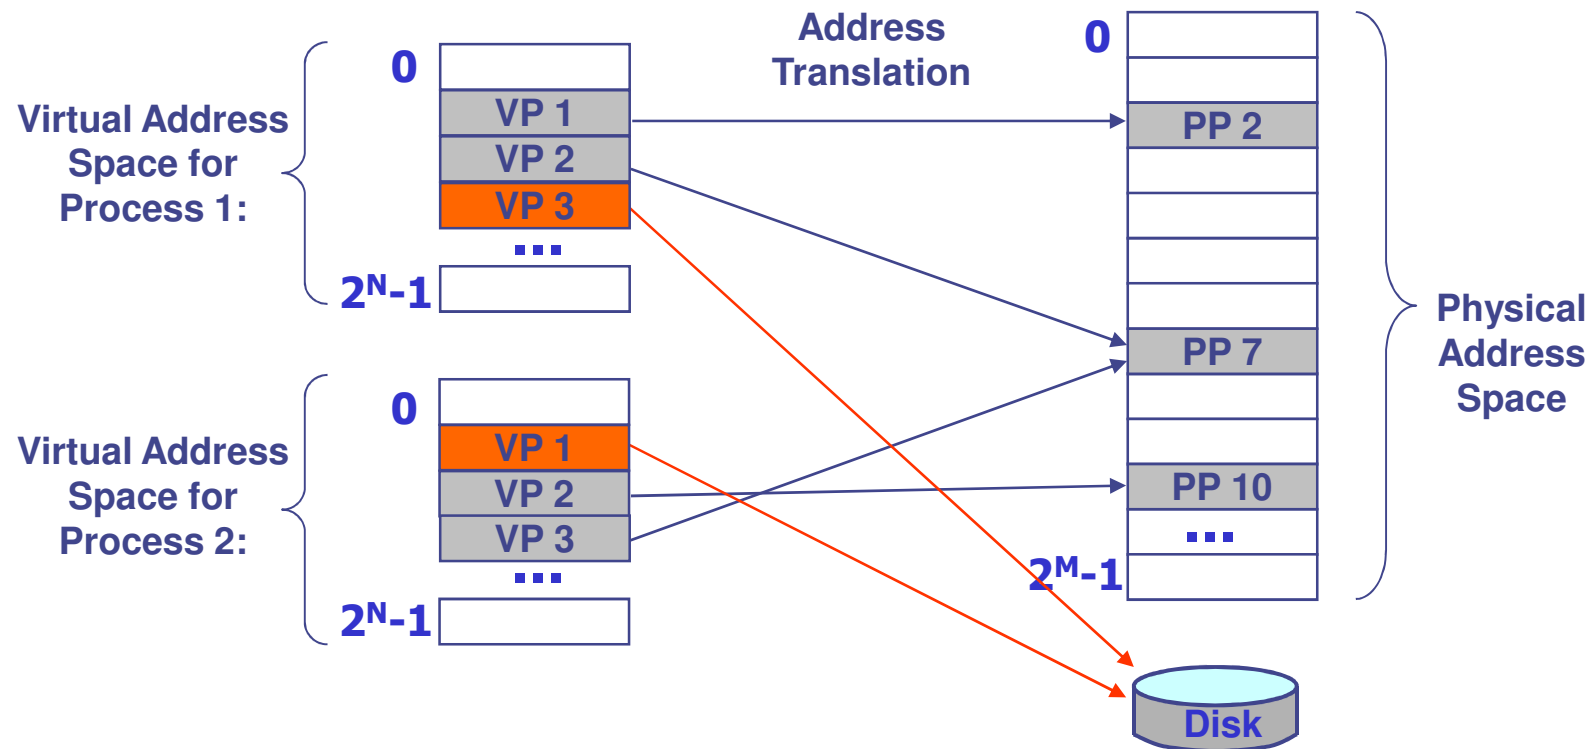 Address
Translation
Virtual Address
Space for
Process 1:
0
VP 1
VP 2
VP 3
...
2ᴺ-1
Virtual Address
Space for
Process 2:
0
VP 1
VP 2
VP 3
...
2ᴺ-1
0
PP 2
PP 7
PP 10
...
2ᴹ-1
Physical
Address
Space
Disk